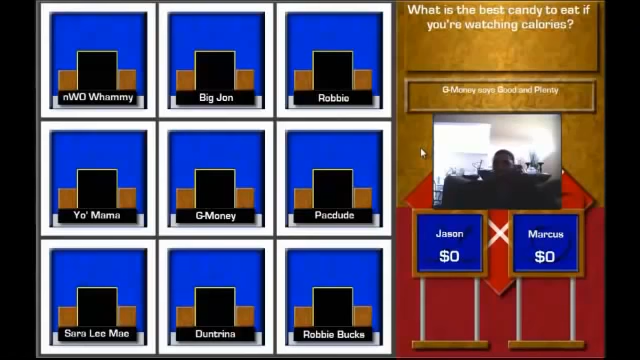 What is the best candy to eat if
you're watching calories?
G-Money says Good and Plenty
nWO Whammy
Big Jon
Robbie
Yo' Mama
G-Money
Pacdude
Jason
$0
Marcus
$0
Sara Lee Mae
Duntrina
Robbie Bucks